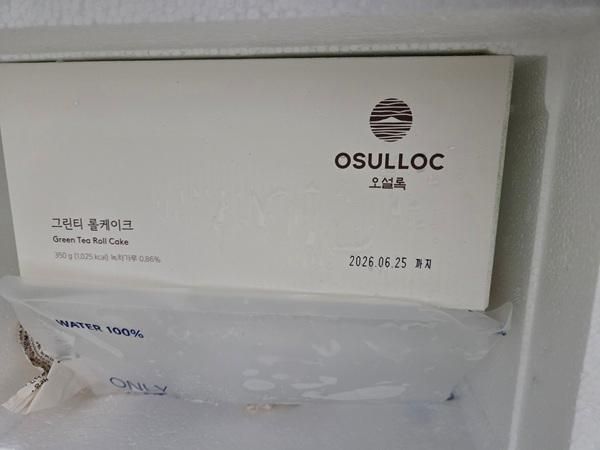 OSULLOC
오설록
그린티 롤케이크
Green Tea Roll Cake
350 g (1,025 kcal) 녹차가루 0.86%
2026.06.25 까지
WATER 100%
ONLY